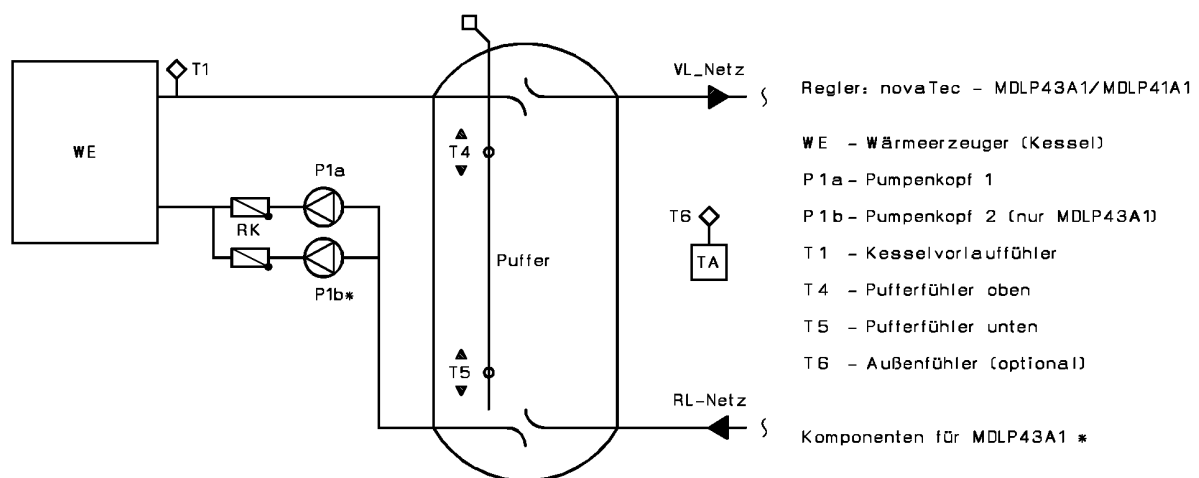 T1
VL_Netz
WE
T4
P1a
RK
P1b*
Puffer
T6
TA
T5
RL-Netz
Regler: novaTec - MDLP43A1/MDLP41A1
WE - Wärmeerzeuger (Kessel)
P1a- Pumpenkopf 1
P1b- Pumpenkopf 2 (nur MDLP43A1)
T1 - Kesselvorlauffühler
T4 - Pufferfühler oben
T5 - Pufferfühler unten
T6 - Außenfühler (optional)
Komponenten für MDLP43A1 *